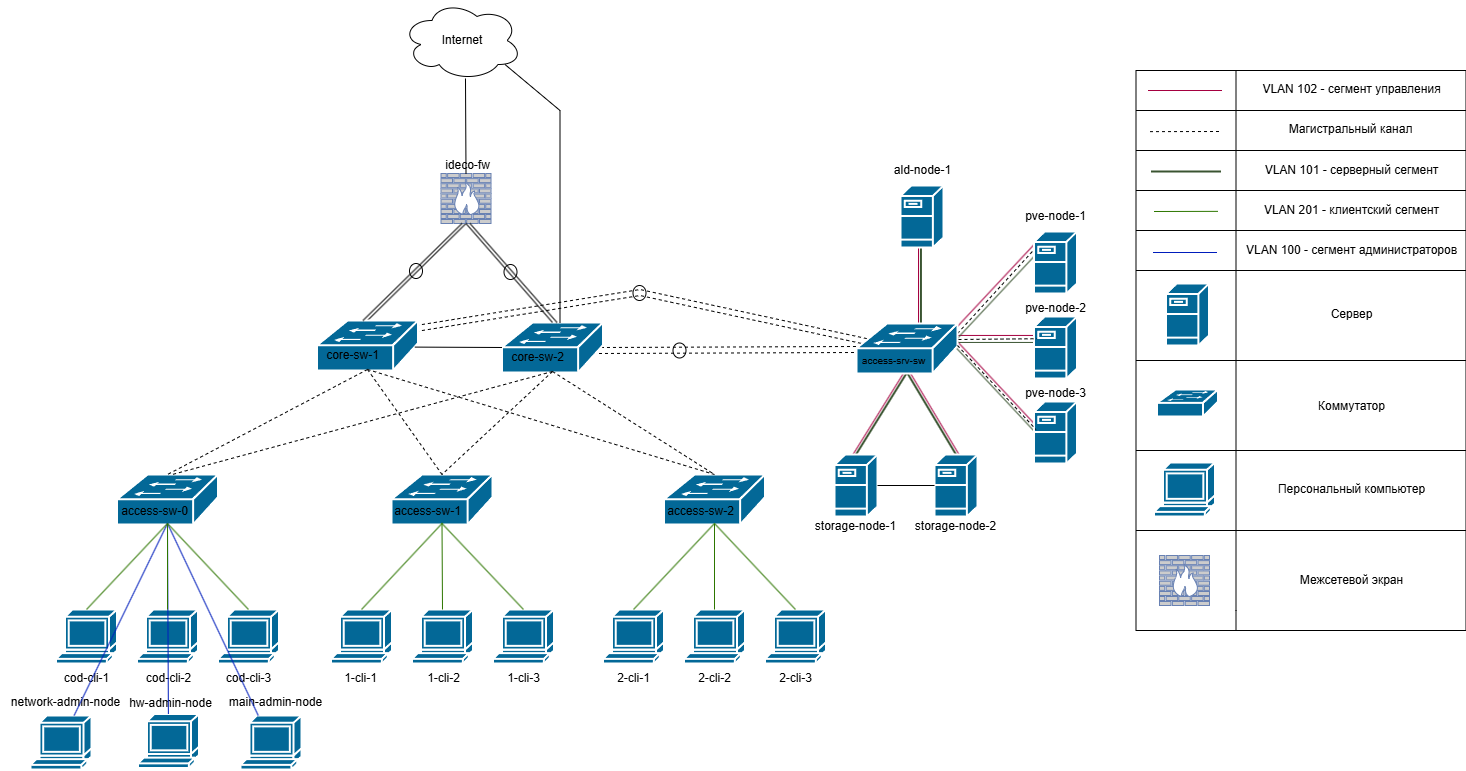 Internet
ideco-fw
core-sw-1
core-sw-2
ald-node-1
pve-node-1
pve-node-2
pve-node-3
access-srv-sw
storage-node-1
storage-node-2
access-sw-0
access-sw-1
access-sw-2
cod-cli-1
cod-cli-2
cod-cli-3
1-cli-1
1-cli-2
1-cli-3
2-cli-1
2-cli-2
2-cli-3
network-admin-node
hw-admin-node
main-admin-node
VLAN 102 - сегмент управления
Магистральный канал
VLAN 101 - серверный сегмент
VLAN 201 - клиентский сегмент
VLAN 100 - сегмент администраторов
Сервер
Коммутатор
Персональный компьютер
Межсетевой экран